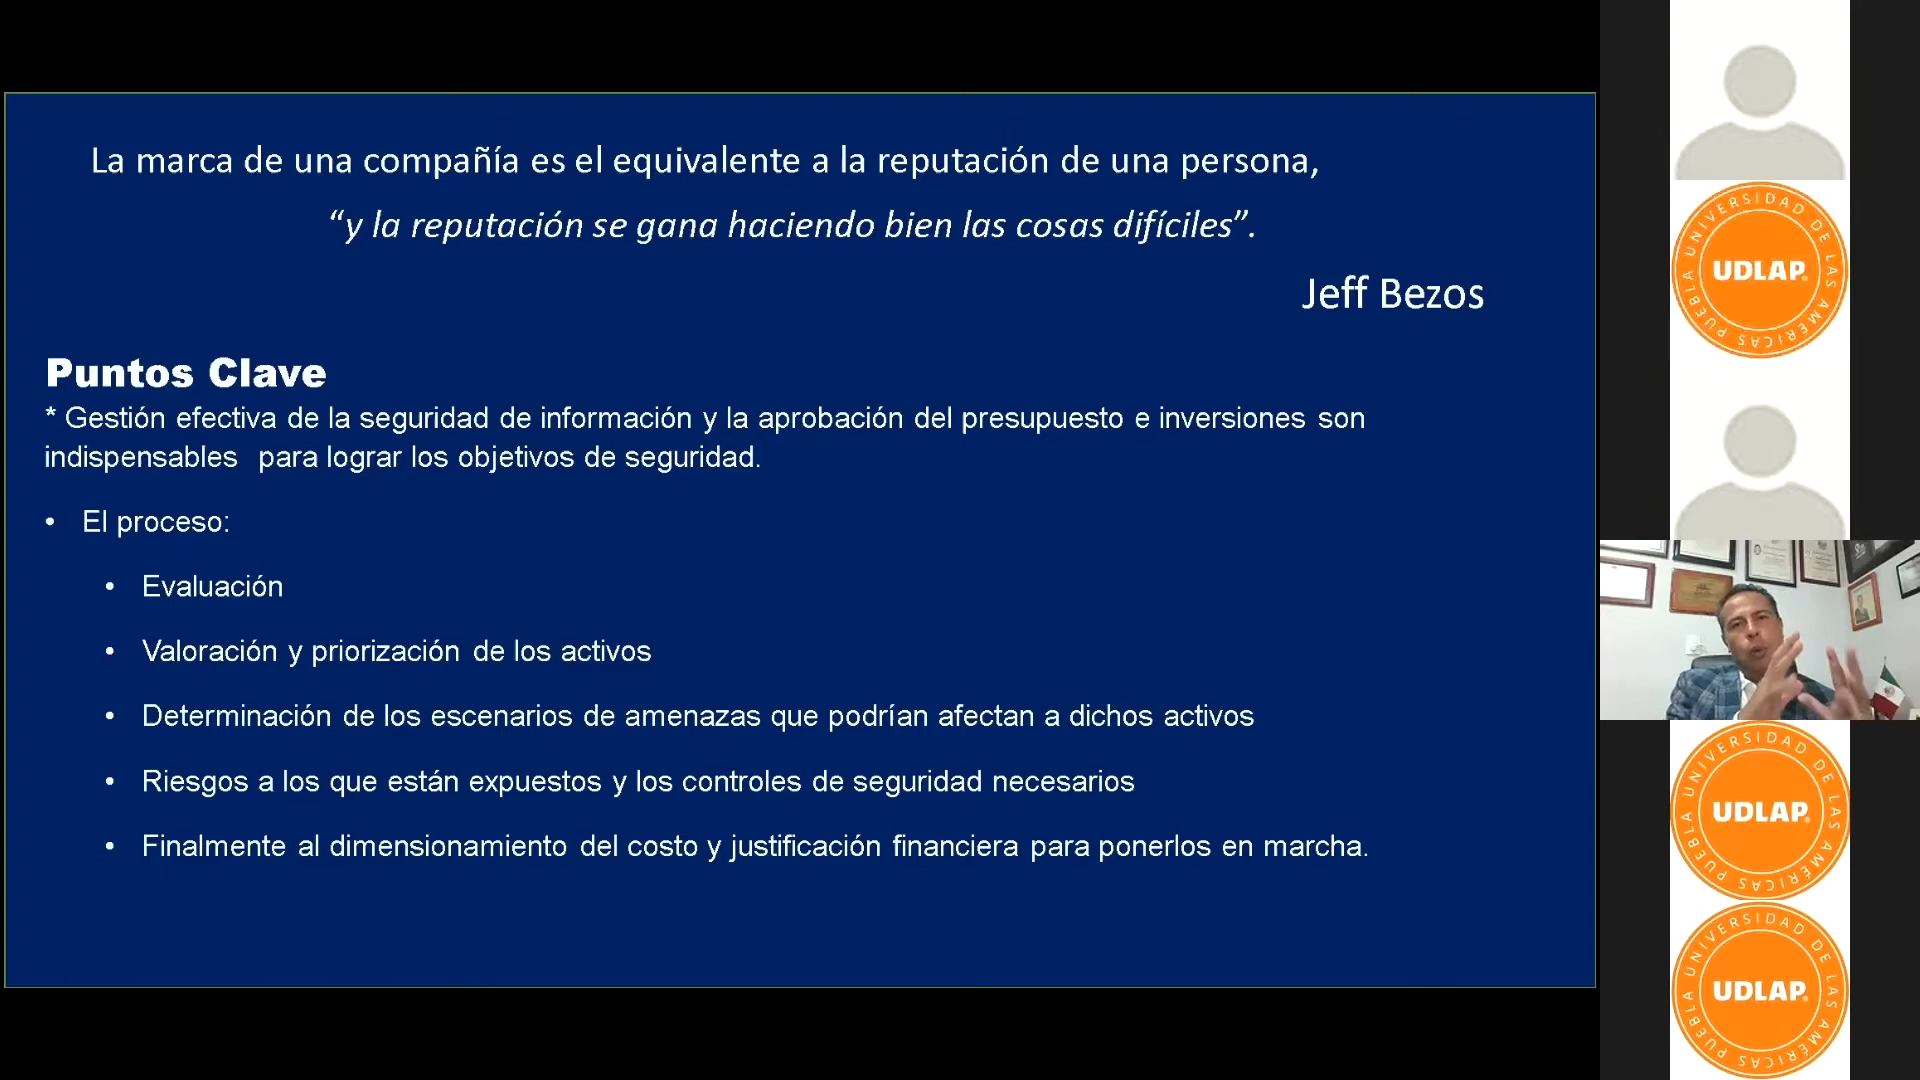 La marca de una compañía es el equivalente a la reputación de una persona,
“y la reputación se gana haciendo bien las cosas difíciles”.
Jeff Bezos
Puntos Clave
* Gestión efectiva de la seguridad de información y la aprobación del presupuesto e inversiones son
indispensables para lograr los objetivos de seguridad.
• El proceso:
• Evaluación
• Valoración y priorización de los activos
• Determinación de los escenarios de amenazas que podrían afectan a dichos activos
• Riesgos a los que están expuestos y los controles de seguridad necesarios
• Finalmente al dimensionamiento del costo y justificación financiera para ponerlos en marcha.
UNIVERSIDAD DE LAS AMÉRICAS PUEBLA
UDLAP
UNIVERSIDAD DE LAS AMÉRICAS PUEBLA
UDLAP
UNIVERSIDAD DE LAS AMÉRICAS PUEBLA
UDLAP